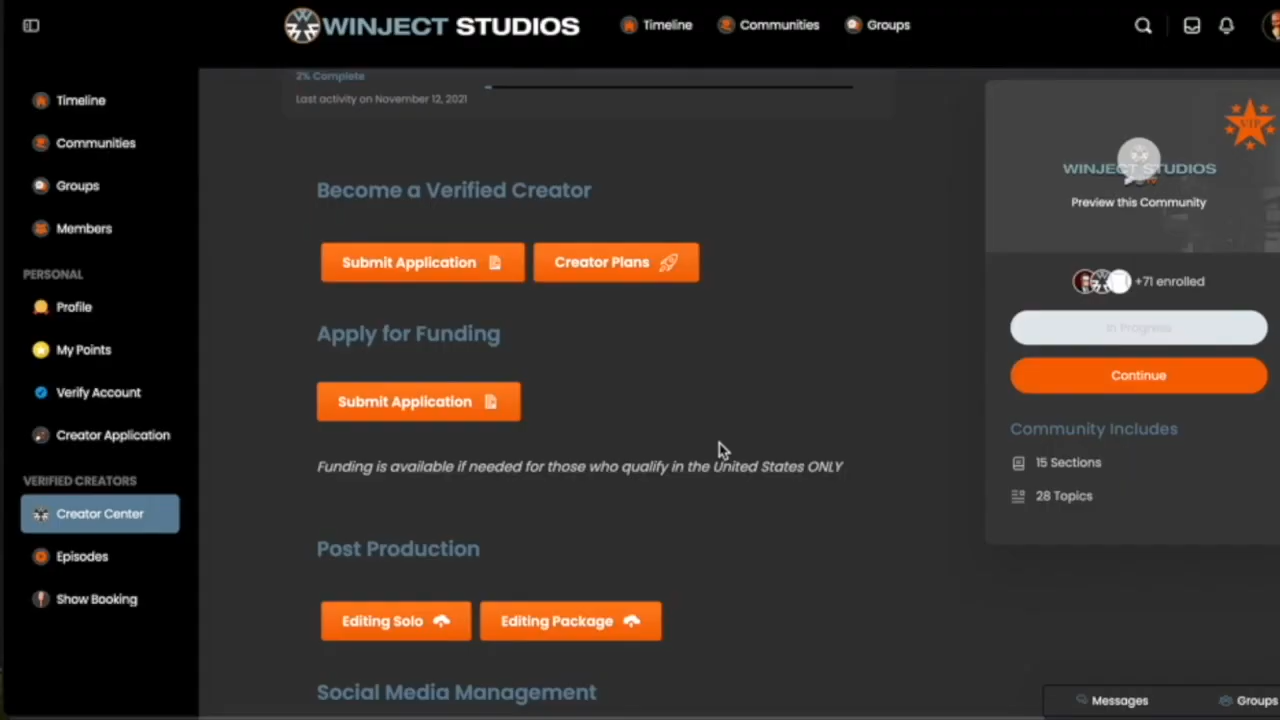 WINJECT STUDIOS
Timeline
Communities
Groups
Timeline
Communities
Groups
Members
PERSONAL
Profile
My Points
Verify Account
Creator Application
VERIFIED CREATORS
Creator Center
Episodes
Show Booking
2% Complete
Last activity on November 12, 2021
Become a Verified Creator
Submit Application
Creator Plans
Apply for Funding
Submit Application
Funding is available if needed for those who qualify in the United States ONLY
Post Production
Editing Solo
Editing Package
Social Media Management
VIP
WINJECT STUDIOS
Preview this Community
+71 enrolled
In Progress
Continue
Community Includes
15 Sections
28 Topics
Messages
Groups